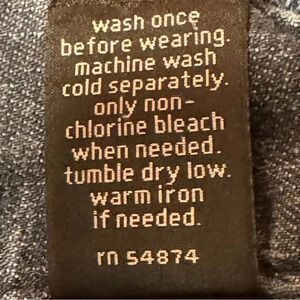 wash once
before wearing.
machine wash
cold separately.
only non-
chlorine bleach
when needed.
tumble dry low.
warm iron
if needed.
rn 54874